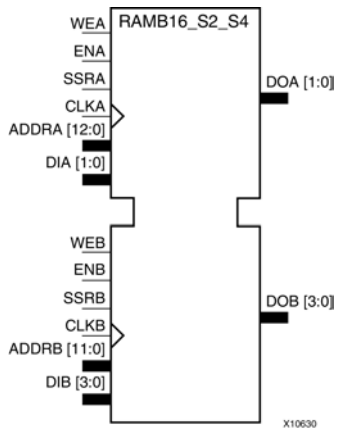 RAMB16_S2_S4
WEA
ENA
SSRA
CLKA
ADDRA [12:0]
DIA [1:0]
DOA [1:0]
WEB
ENB
SSRB
CLKB
ADDRB [11:0]
DIB [3:0]
DOB [3:0]
X10630